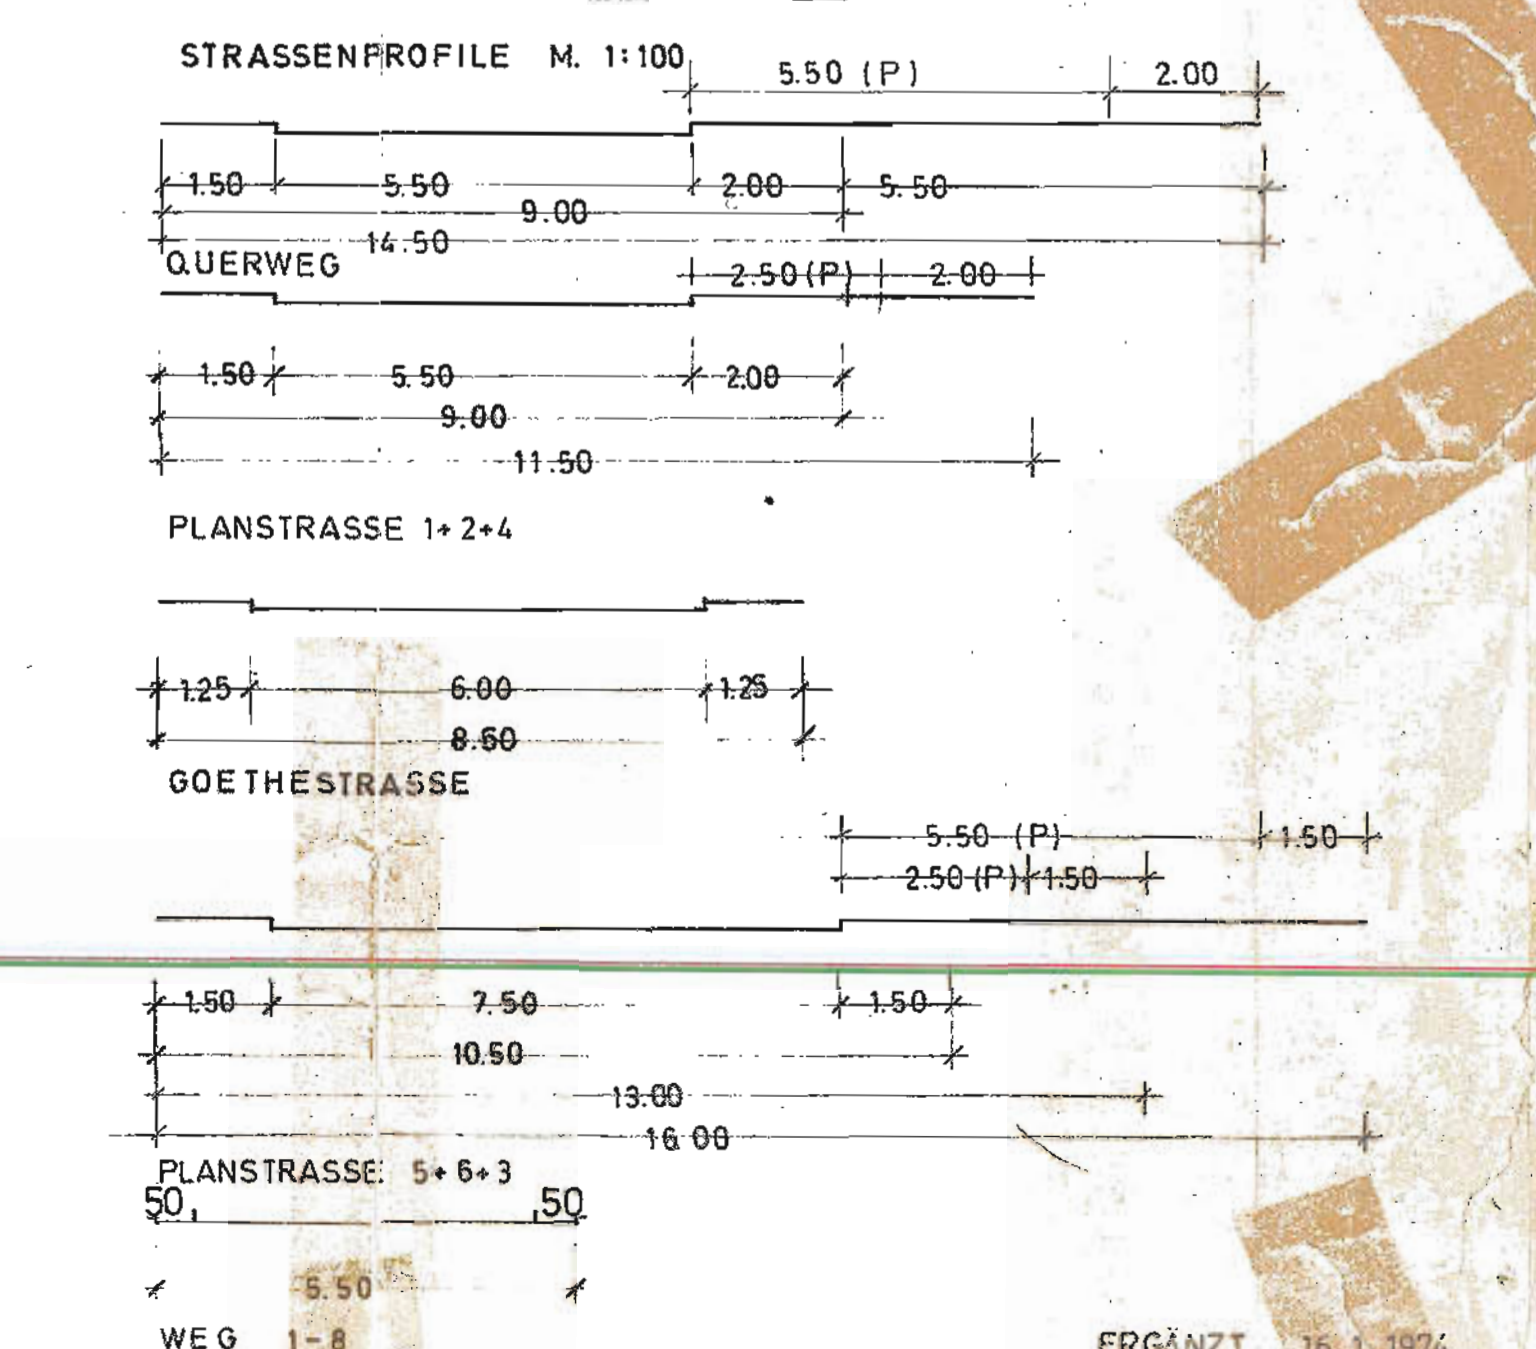 STRASSENPROFILE M. 1:100
5.50 (P) 2.00
1.50 5.50 2.00 5.50
9.00
14.50
QUERWEG
2.50 (P) 2.00
1.50 5.50 2.00
9.00
11.50
PLANSTRASSE 1+2+4
1.25 6.00 1.25
8.50
GOETHESTRASSE
5.50 (P) 1.50
2.50 (P) 1.50
1.50 7.50 1.50
10.50
13.00
16.00
PLANSTRASSE: 5+6+3
50 50
5.50
WEG 1-8
ERGÄNZT 16.1.1974